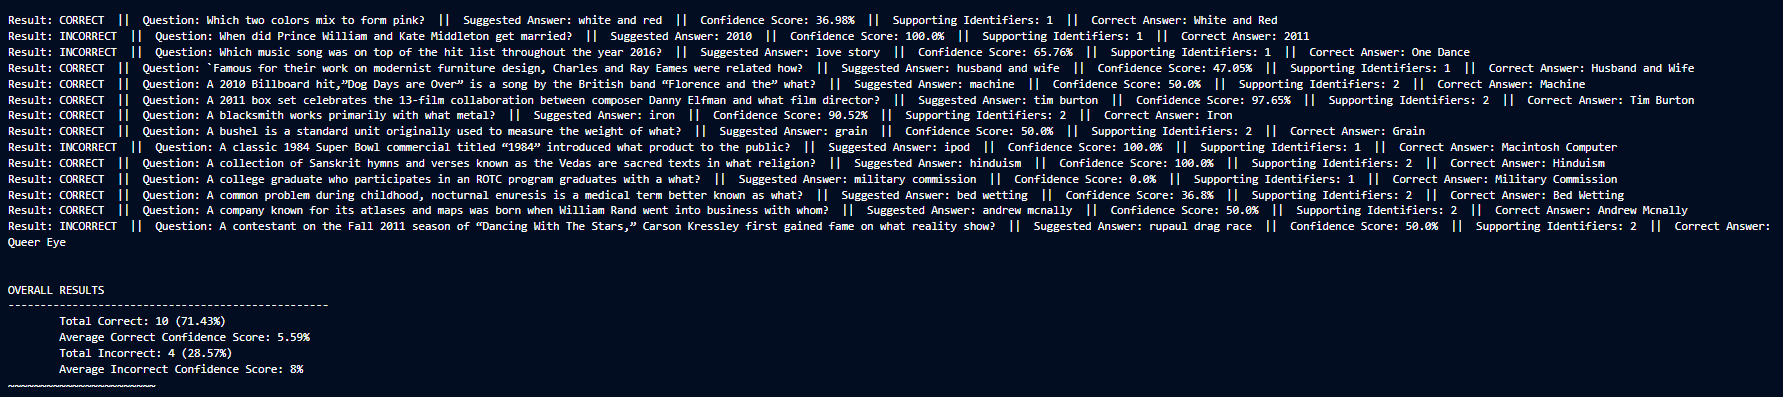 Result: CORRECT  ||  Question: Which two colors mix to form pink?  ||  Suggested Answer: white and red  ||  Confidence Score: 36.98%  ||  Supporting Identifiers: 1  ||  Correct Answer: White and Red
Result: INCORRECT  ||  Question: When did Prince William and Kate Middleton get married?  ||  Suggested Answer: 2010  ||  Confidence Score: 100.0%  ||  Supporting Identifiers: 1  ||  Correct Answer: 2011
Result: INCORRECT  ||  Question: Which music song was on top of the hit list throughout the year 2016?  ||  Suggested Answer: love story  ||  Confidence Score: 65.76%  ||  Supporting Identifiers: 1  ||  Correct Answer: One Dance
Result: CORRECT  ||  Question: `Famous for their work on modernist furniture design, Charles and Ray Eames were related how?  ||  Suggested Answer: husband and wife  ||  Confidence Score: 47.05%  ||  Supporting Identifiers: 1  ||  Correct Answer: Husband and Wife
Result: CORRECT  ||  Question: A 2010 Billboard hit,”Dog Days are Over” is a song by the British band “Florence and the” what?  ||  Suggested Answer: machine  ||  Confidence Score: 50.0%  ||  Supporting Identifiers: 2  ||  Correct Answer: Machine
Result: CORRECT  ||  Question: A 2011 box set celebrates the 13-film collaboration between composer Danny Elfman and what film director?  ||  Suggested Answer: tim burton  ||  Confidence Score: 97.65%  ||  Supporting Identifiers: 2  ||  Correct Answer: Tim Burton
Result: CORRECT  ||  Question: A blacksmith works primarily with what metal?  ||  Suggested Answer: iron  ||  Confidence Score: 90.52%  ||  Supporting Identifiers: 2  ||  Correct Answer: Iron
Result: CORRECT  ||  Question: A bushel is a standard unit originally used to measure the weight of what?  ||  Suggested Answer: grain  ||  Confidence Score: 50.0%  ||  Supporting Identifiers: 2  ||  Correct Answer: Grain
Result: INCORRECT  ||  Question: A classic 1984 Super Bowl commercial titled “1984” introduced what product to the public?  ||  Suggested Answer: ipod  ||  Confidence Score: 100.0%  ||  Supporting Identifiers: 1  ||  Correct Answer: Macintosh Computer
Result: CORRECT  ||  Question: A collection of Sanskrit hymns and verses known as the Vedas are sacred texts in what religion?  ||  Suggested Answer: hinduism  ||  Confidence Score: 100.0%  ||  Supporting Identifiers: 2  ||  Correct Answer: Hinduism
Result: CORRECT  ||  Question: A college graduate who participates in an ROTC program graduates with a what?  ||  Suggested Answer: military commission  ||  Confidence Score: 0.0%  ||  Supporting Identifiers: 1  ||  Correct Answer: Military Commission
Result: CORRECT  ||  Question: A common problem during childhood, nocturnal enuresis is a medical term better known as what?  ||  Suggested Answer: bed wetting  ||  Confidence Score: 36.8%  ||  Supporting Identifiers: 2  ||  Correct Answer: Bed Wetting
Result: CORRECT  ||  Question: A company known for its atlases and maps was born when William Rand went into business with whom?  ||  Suggested Answer: andrew mcnally  ||  Confidence Score: 50.0%  ||  Supporting Identifiers: 2  ||  Correct Answer: Andrew Mcnally
Result: INCORRECT  ||  Question: A contestant on the Fall 2011 season of “Dancing With The Stars,” Carson Kressley first gained fame on what reality show?  ||  Suggested Answer: rupaul drag race  ||  Confidence Score: 50.0%  ||  Supporting Identifiers: 2  ||  Correct Answer:
Queer Eye
OVERALL RESULTS
--------------------------------------------------
Total Correct: 10 (71.43%)
Average Correct Confidence Score: 5.59%
Total Incorrect: 4 (28.57%)
Average Incorrect Confidence Score: 8%
~~~~~~~~~~~~~~~~~~~~~~~